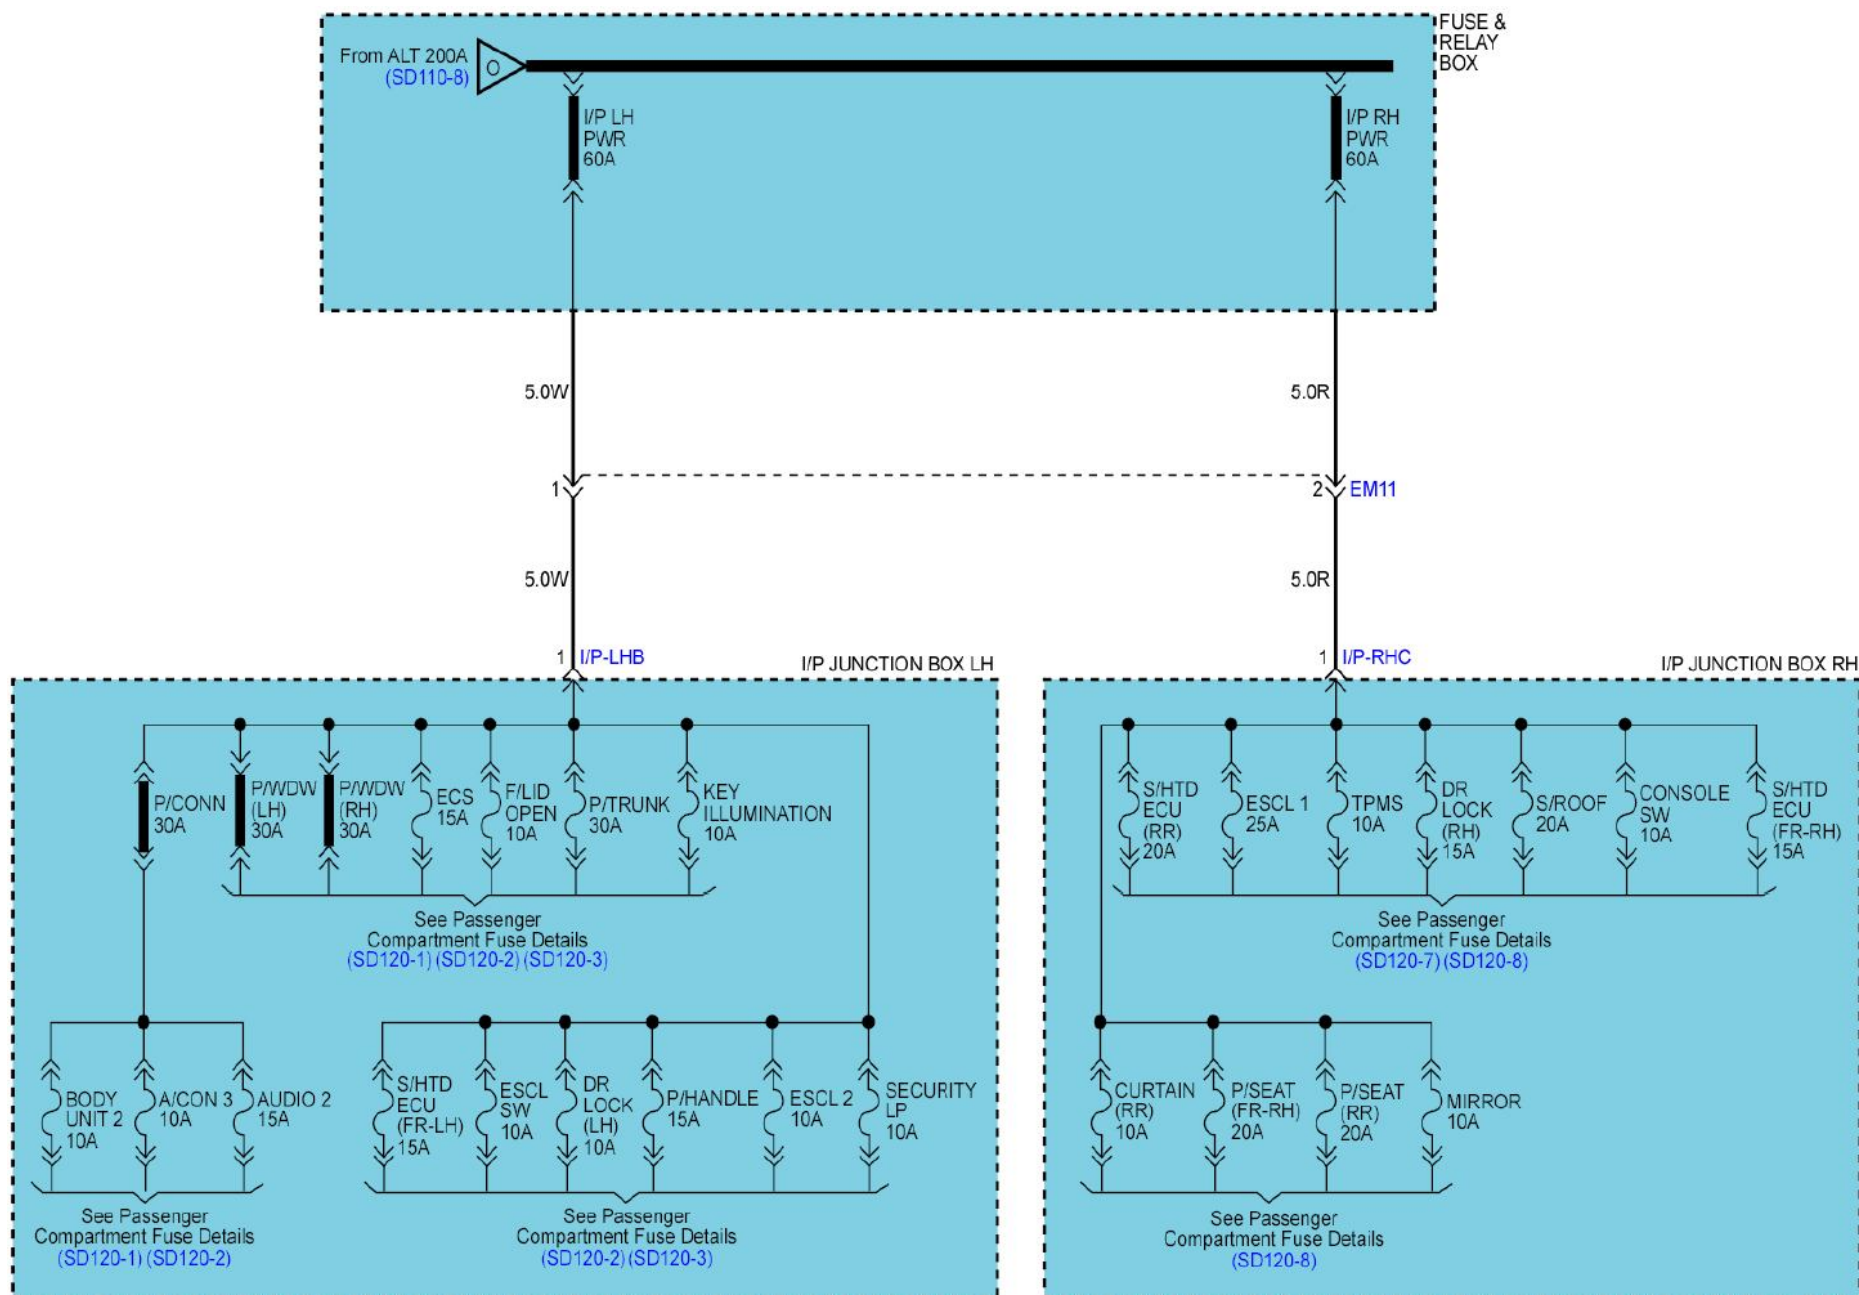 FUSE &
RELAY
BOX
From ALT 200A
(SD110-8)
O
I/P LH
PWR
60A
I/P RH
PWR
60A
5.0W
5.0R
1
2
EM11
5.0W
5.0R
1
I/P-LHB
I/P JUNCTION BOX LH
1
I/P-RHC
I/P JUNCTION BOX RH
P/CONN
30A
P/WDW
(LH)
30A
P/WDW
(RH)
30A
ECS
15A
F/LID
OPEN
10A
P/TRUNK
30A
KEY
ILLUMINATION
10A
See Passenger
Compartment Fuse Details
(SD120-1) (SD120-2) (SD120-3)
S/HTD
ECU
(RR)
20A
ESCL 1
25A
TPMS
10A
DR
LOCK
(RH)
15A
S/ROOF
20A
CONSOLE
SW
10A
S/HTD
ECU
(FR-RH)
15A
See Passenger
Compartment Fuse Details
(SD120-7) (SD120-8)
BODY
UNIT 2
10A
A/CON 3
10A
AUDIO 2
15A
See Passenger
Compartment Fuse Details
(SD120-1) (SD120-2)
S/HTD
ECU
(FR-LH)
15A
ESCL
SW
10A
DR
LOCK
(LH)
10A
P/HANDLE
15A
ESCL 2
10A
SECURITY
LP
10A
See Passenger
Compartment Fuse Details
(SD120-2) (SD120-3)
CURTAIN
(RR)
10A
P/SEAT
(FR-RH)
20A
P/SEAT
(RR)
20A
MIRROR
10A
See Passenger
Compartment Fuse Details
(SD120-8)